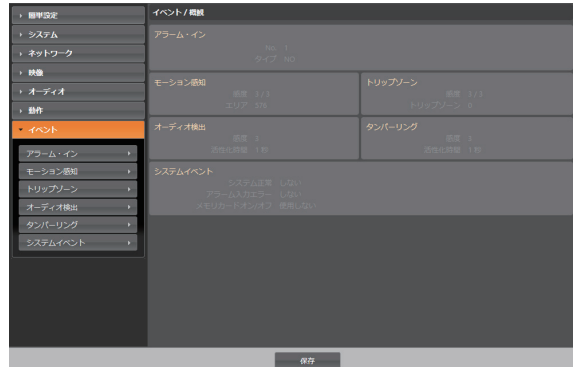 簡単設定
システム
ネットワーク
映像
オーディオ
動作
イベント
アラーム・イン
モーション感知
トリップゾーン
オーディオ検出
タンパーリング
システムイベント
イベント / 概観
アラーム・イン
No. 1
タイプ NO
モーション感知
感度 3 / 3
エリア 374
トリップゾーン
感度 3 / 3
トリップゾーン 0
オーディオ検出
感度 3
活性化時間 1 秒
タンパーリング
感度 3
活性化時間 1 秒
システムイベント
システム正常 しない
アラーム入力エラー しない
メモリカードオン/オフ 使用しない
保存